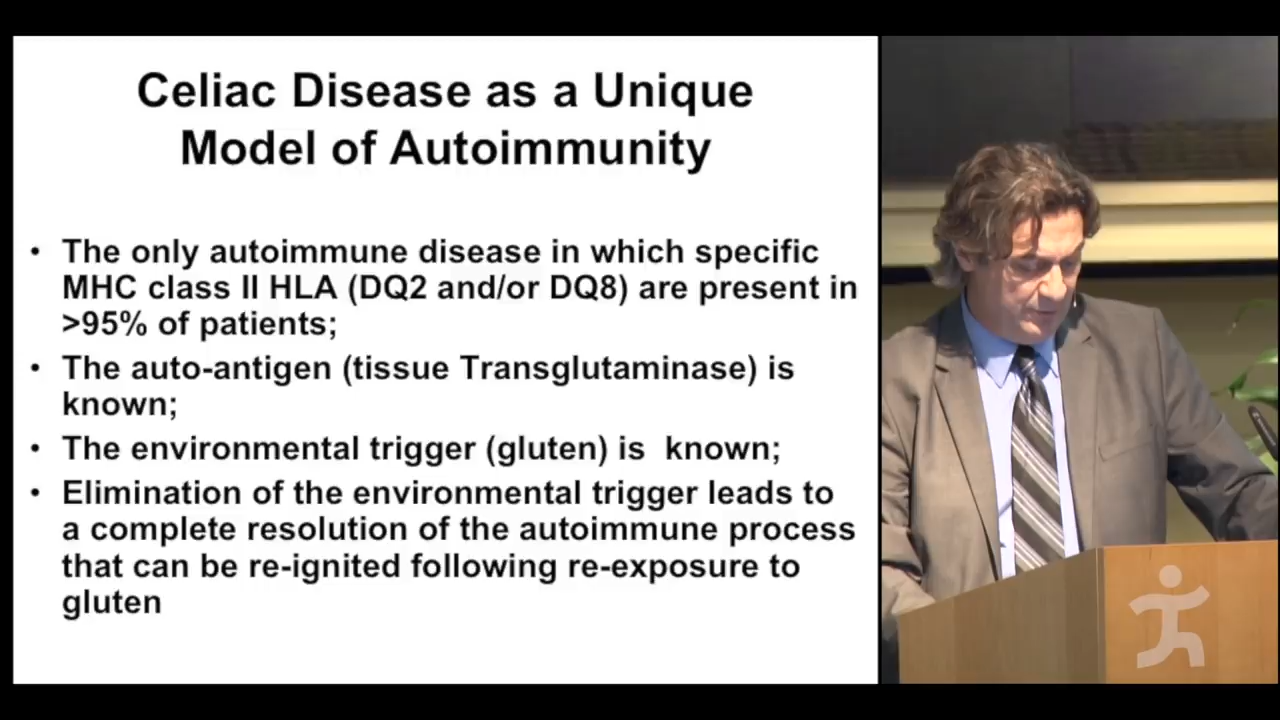 Celiac Disease as a Unique
Model of Autoimmunity
• The only autoimmune disease in which specific
MHC class II HLA (DQ2 and/or DQ8) are present in
>95% of patients;
• The auto-antigen (tissue Transglutaminase) is
known;
• The environmental trigger (gluten) is  known;
• Elimination of the environmental trigger leads to
a complete resolution of the autoimmune process
that can be re-ignited following re-exposure to
gluten